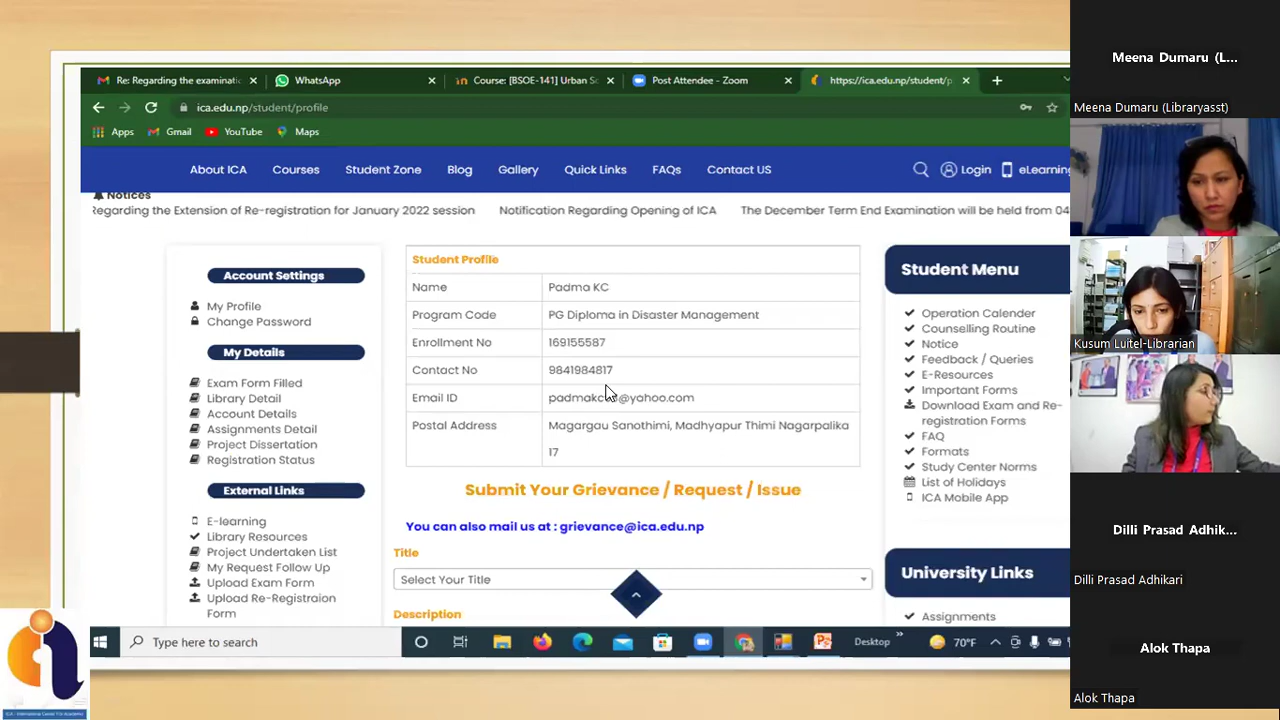 Re: Regarding the examinatio
WhatsApp
Course: [BSOE-141] Urban So
Post Attendee - Zoom
https://ica.edu.np/student/p
ica.edu.np/student/profile
Apps
Gmail
YouTube
Maps
About ICA
Courses
Student Zone
Blog
Gallery
Quick Links
FAQs
Contact US
Login
eLearning
Notices
Regarding the Extension of Re-registration for January 2022 session
Notification Regarding Opening of ICA
The December Term End Examination will be held from 04
Account Settings
My Profile
Change Password
My Details
Exam Form Filled
Library Detail
Account Details
Assignments Detail
Project Dissertation
Registration Status
External Links
E-learning
Library Resources
Project Undertaken List
My Request Follow Up
Upload Exam Form
Upload Re-Registraion
Form
Student Profile
Name Padma KC
Program Code PG Diploma in Disaster Management
Enrollment No 169155587
Contact No 9841984817
Email ID
Postal Address Magargau Sanothimi, Madhyapur Thimi Nagarpalika
17
Submit Your Grievance / Request / Issue
You can also mail us at : grievance@ica.edu.np
Title
Select Your Title
Description
Student Menu
Operation Calender
Counselling Routine
Notice
Feedback / Queries
E-Resources
Important Forms
Download Exam and Re-
registration Forms
FAQ
Formats
Study Center Norms
List of Holidays
ICA Mobile App
University Links
Assignments
Type here to search
Desktop
70°F
Meena Dumaru (L...
Meena Dumaru (Libraryasst)
Kusum Luitel-Librarian
Dilli Prasad Adhik...
Dilli Prasad Adhikari
Alok Thapa
Alok Thapa